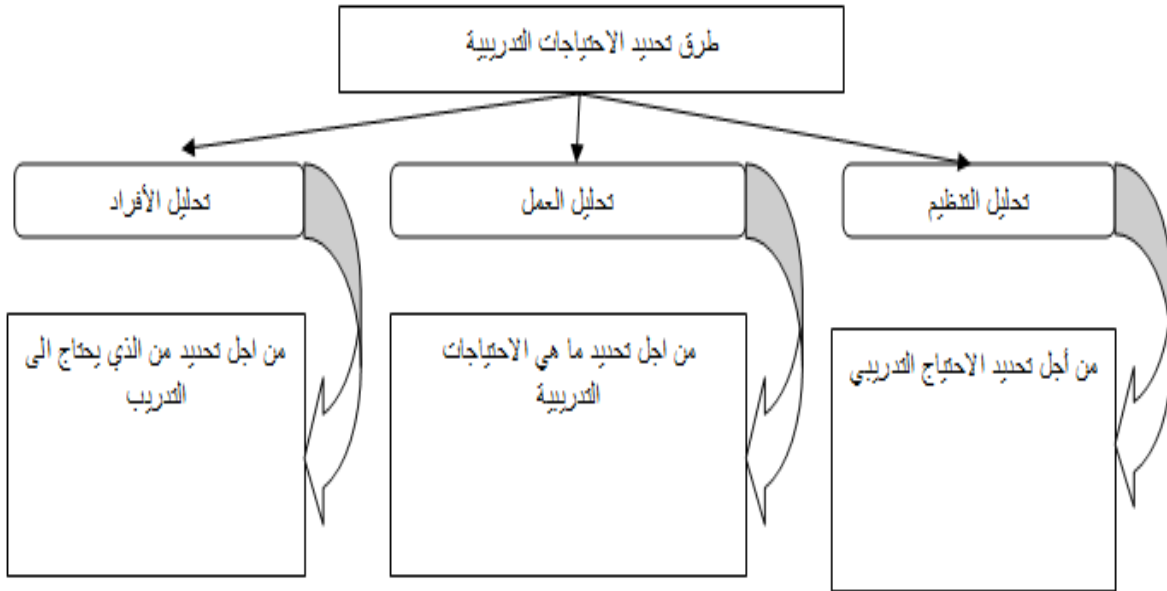 طرق تحديد الاحتياجات التدريبية
تحليل التنظيم
تحليل العمل
تحليل الأفراد
من أجل تحديد الاحتياج التدريبي
من اجل تحديد ما هي الاحتياجات
التدريبية
من اجل تحديد من الذي يحتاج الى
التدريب